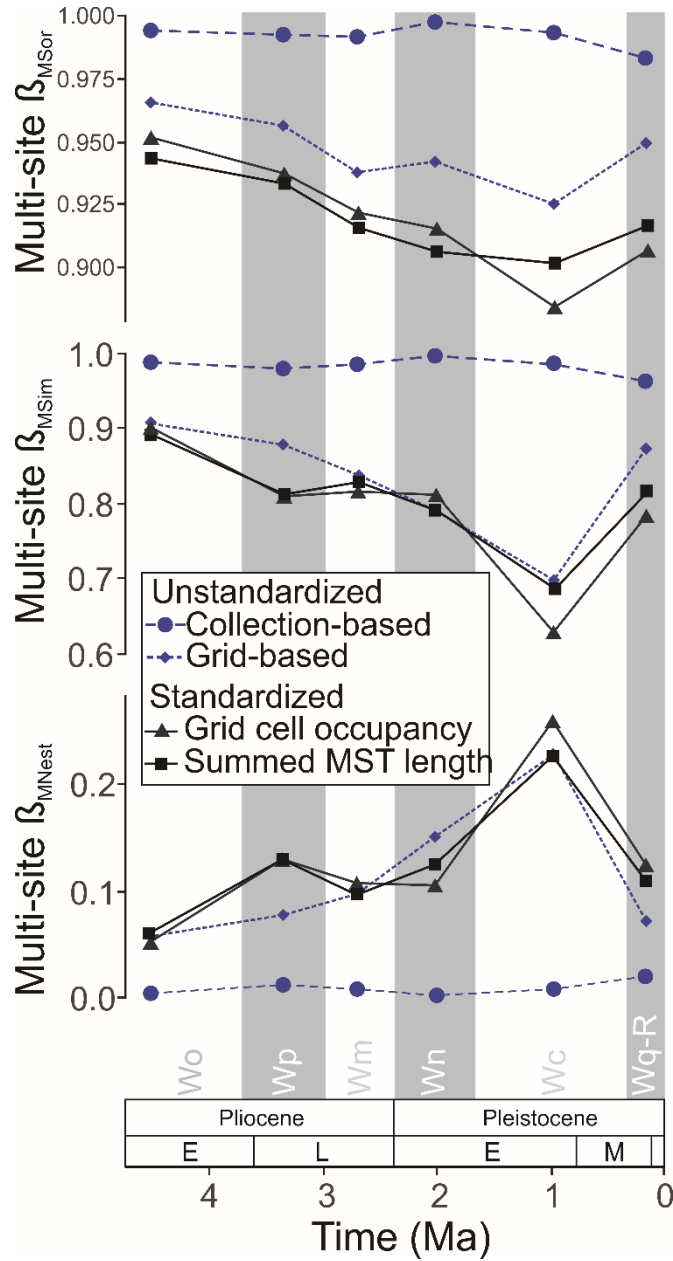 Multi-site ßMSor
1.000
0.975
0.950
0.925
0.900
Multi-site ßMSim
1.0
0.9
0.8
0.7
0.6
Unstandardized
Collection-based
Grid-based
Standardized
Grid cell occupancy
Summed MST length
Multi-site ßMNest
0.2
0.1
0.0
Wo Wp Wm Wn Wc Wq-R
Pliocene Pleistocene
E L E M
4 3 2 1 0
Time (Ma)